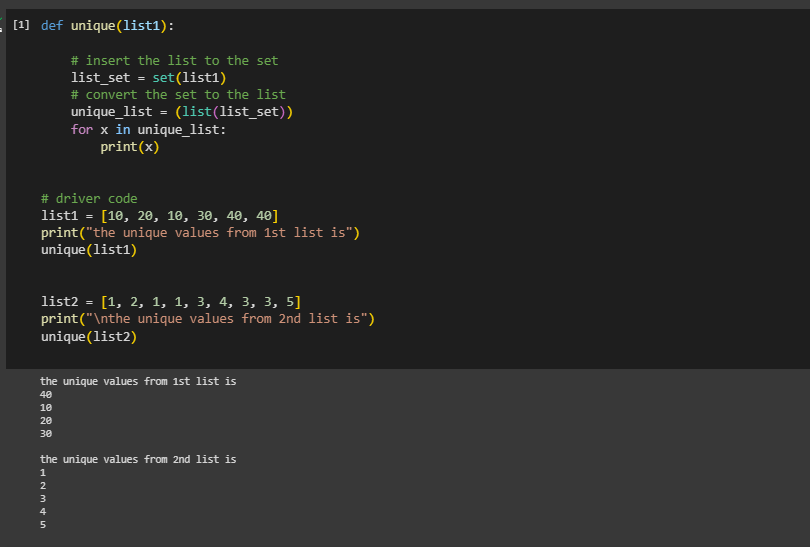 [1] def unique(list1):
# insert the list to the set
list_set = set(list1)
# convert the set to the list
unique_list = (list(list_set))
for x in unique_list:
print(x)
# driver code
list1 = [10, 20, 10, 30, 40, 40]
print("the unique values from 1st list is")
unique(list1)
list2 = [1, 2, 1, 1, 3, 4, 3, 3, 5]
print("\nthe unique values from 2nd list is")
unique(list2)
the unique values from 1st list is
40
10
20
30
the unique values from 2nd list is
1
2
3
4
5